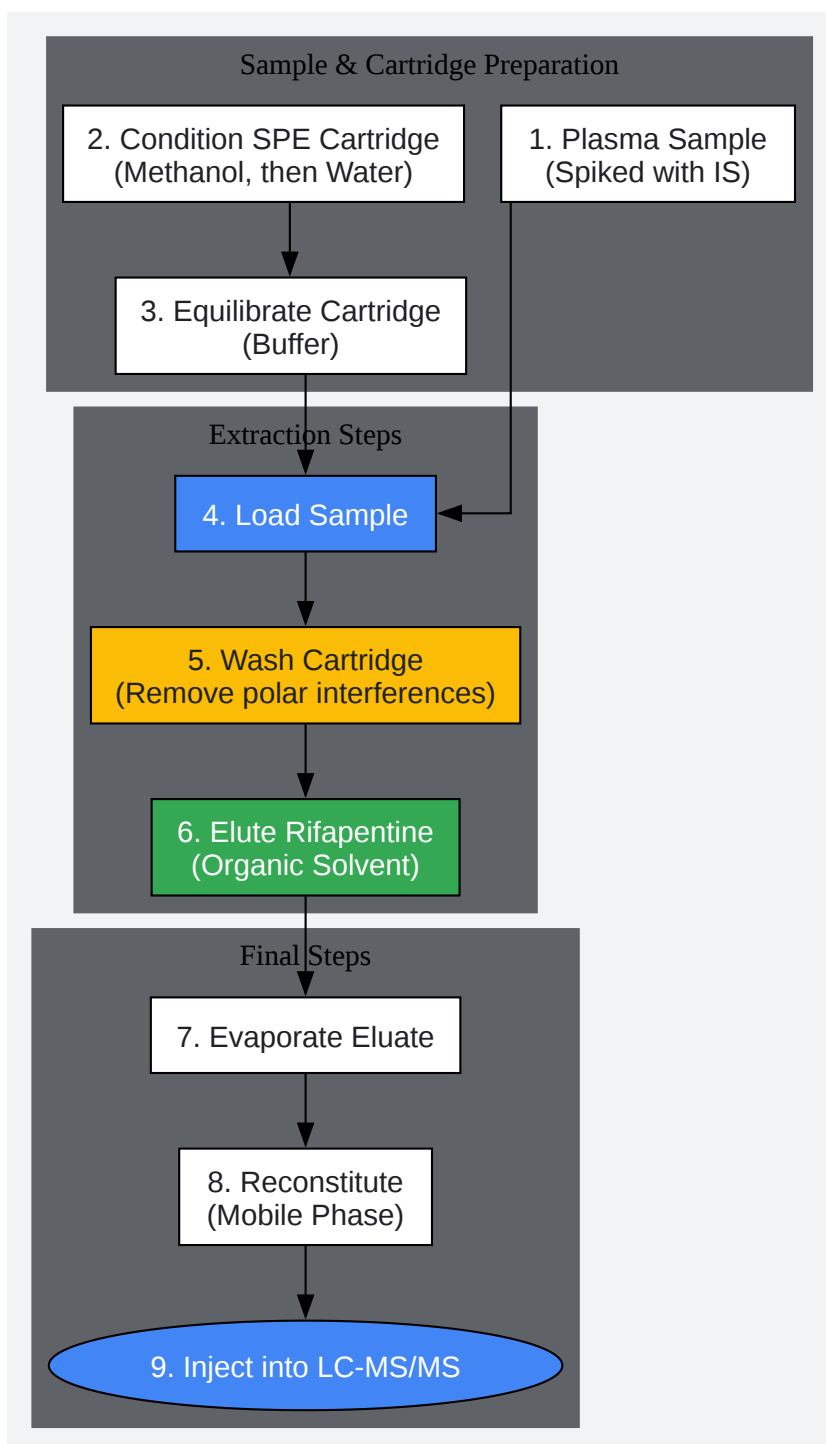 Sample & Cartridge Preparation
2. Condition SPE Cartridge
(Methanol, then Water)
1. Plasma Sample
(Spiked with IS)
3. Equilibrate Cartridge
(Buffer)
Extraction Steps
4. Load Sample
5. Wash Cartridge
(Remove polar interferences)
6. Elute Rifapentine
(Organic Solvent)
Final Steps
7. Evaporate Eluate
8. Reconstitute
(Mobile Phase)
9. Inject into LC-MS/MS